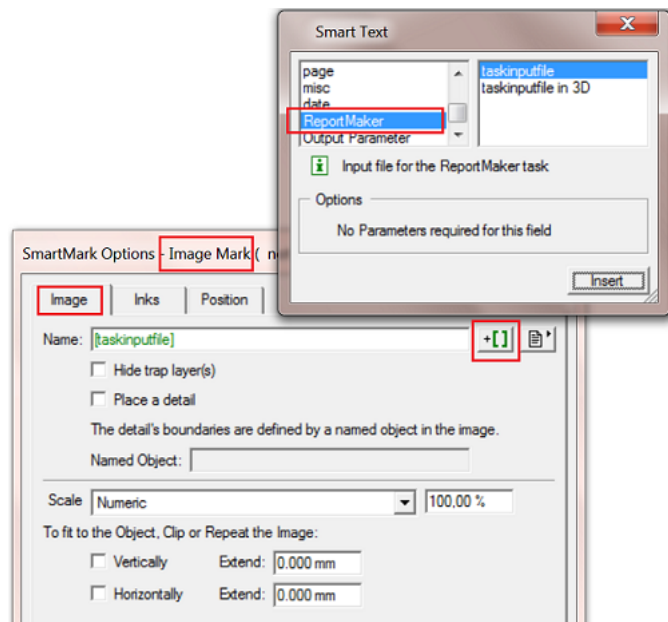 Smart Text
page
misc
date
ReportMaker
Output Parameter
taskinputfile
taskinputfile in 3D
Input file for the ReportMaker task
Options
No Parameters required for this field
Insert
SmartMark Options - Image Mark (
Image
Inks
Position
Name: [taskinputfile]
+[]
Hide trap layer(s)
Place a detail
The detail's boundaries are defined by a named object in the image.
Named Object:
Scale Numeric 100,00 %
To fit to the Object, Clip or Repeat the Image:
Vertically Extend: 0.000 mm
Horizontally Extend: 0.000 mm